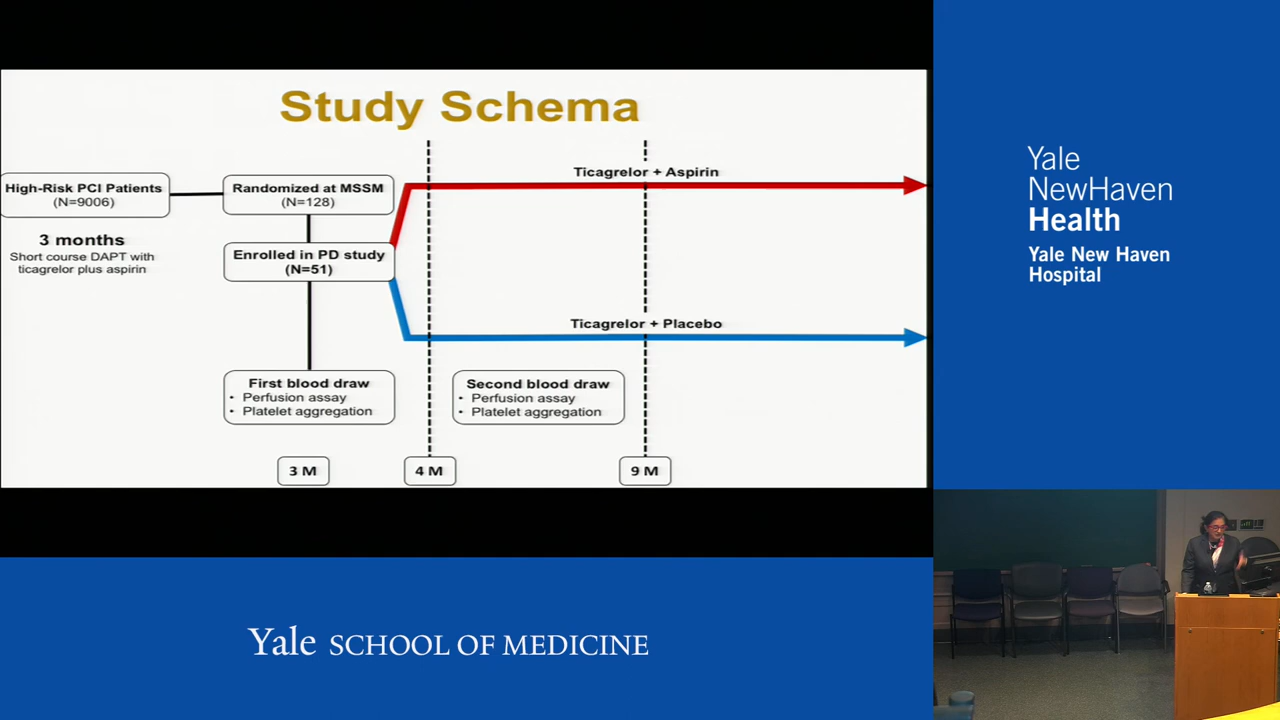 Study Schema
High-Risk PCI Patients
(N=9006)
3 months
Short course DAPT with
ticagrelor plus aspirin
Randomized at MSSM
(N=128)
Enrolled in PD study
(N=51)
Ticagrelor + Aspirin
Ticagrelor + Placebo
First blood draw
• Perfusion assay
• Platelet aggregation
Second blood draw
• Perfusion assay
• Platelet aggregation
3 M
4 M
9 M
Yale
NewHaven
Health
Yale New Haven
Hospital
Yale SCHOOL OF MEDICINE